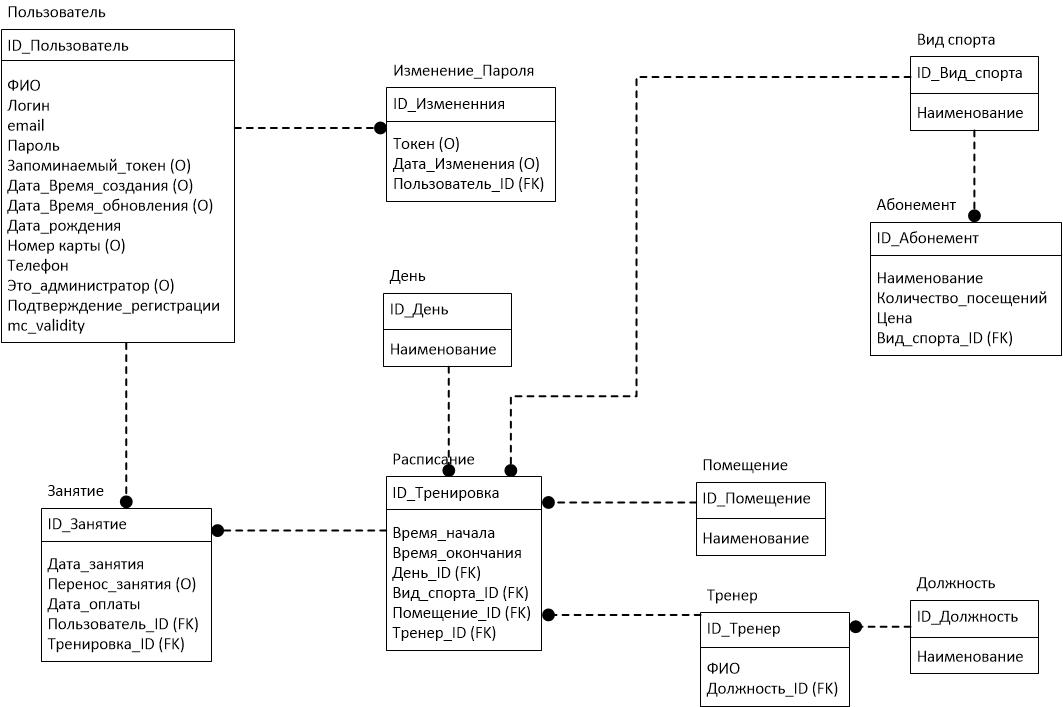 Пользователь
ID_Пользователь
ФИО
Логин
email
Пароль
Запоминаемый_токен (О)
Дата_Время_создания (О)
Дата_Время_обновления (О)
Дата_рождения
Номер карты (О)
Телефон
Это_администратор (О)
Подтверждение_регистрации
mc_validity
Изменение_Пароля
ID_Измененния
Токен (О)
Дата_Изменения (О)
Пользователь_ID (FK)
Вид спорта
ID_Вид_спорта
Наименование
Абонемент
ID_Абонемент
Наименование
Количество_посещений
Цена
Вид_спорта_ID (FK)
День
ID_День
Наименование
Занятие
ID_Занятие
Дата_занятия
Перенос_занятия (О)
Дата_оплаты
Пользователь_ID (FK)
Тренировка_ID (FK)
Расписание
ID_Тренировка
Время_начала
Время_окончания
День_ID (FK)
Вид_спорта_ID (FK)
Помещение_ID (FK)
Тренер_ID (FK)
Помещение
ID_Помещение
Наименование
Тренер
ID_Тренер
ФИО
Должность_ID (FK)
Должность
ID_Должность
Наименование